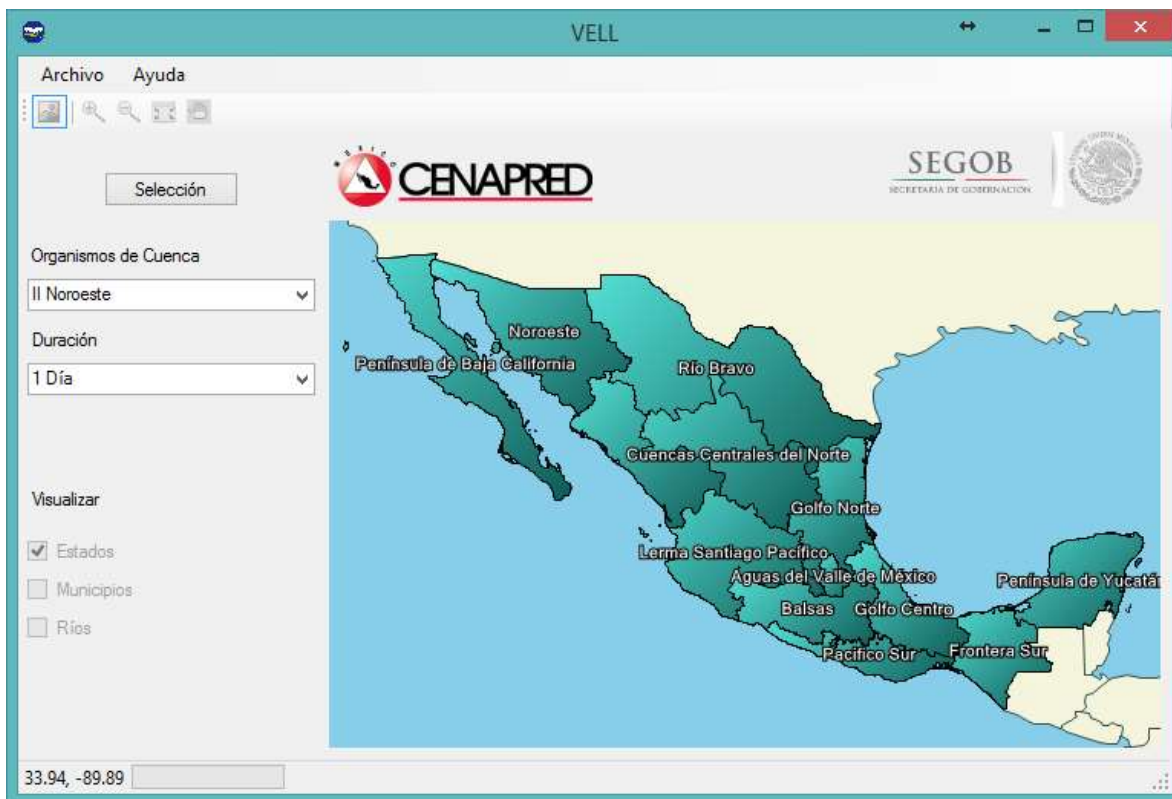 VELL
Archivo Ayuda
Selección
MEXICO
CENAPRED
SEGOB
SECRETARÍA DE GOBERNACIÓN
Organismos de Cuenca
II Noroeste
Duración
1 Día
Visualizar
Estados
Municipios
Ríos
Noroeste
Península de Baja California
Río Bravo
Cuencas Centrales del Norte
Golfo Norte
Lerma Santiago Pacífico
Aguas del Valle de México
Península de Yucatá
Balsas
Golfo Centro
Pacífico Sur
Frontera Sur
33.94, -89.89